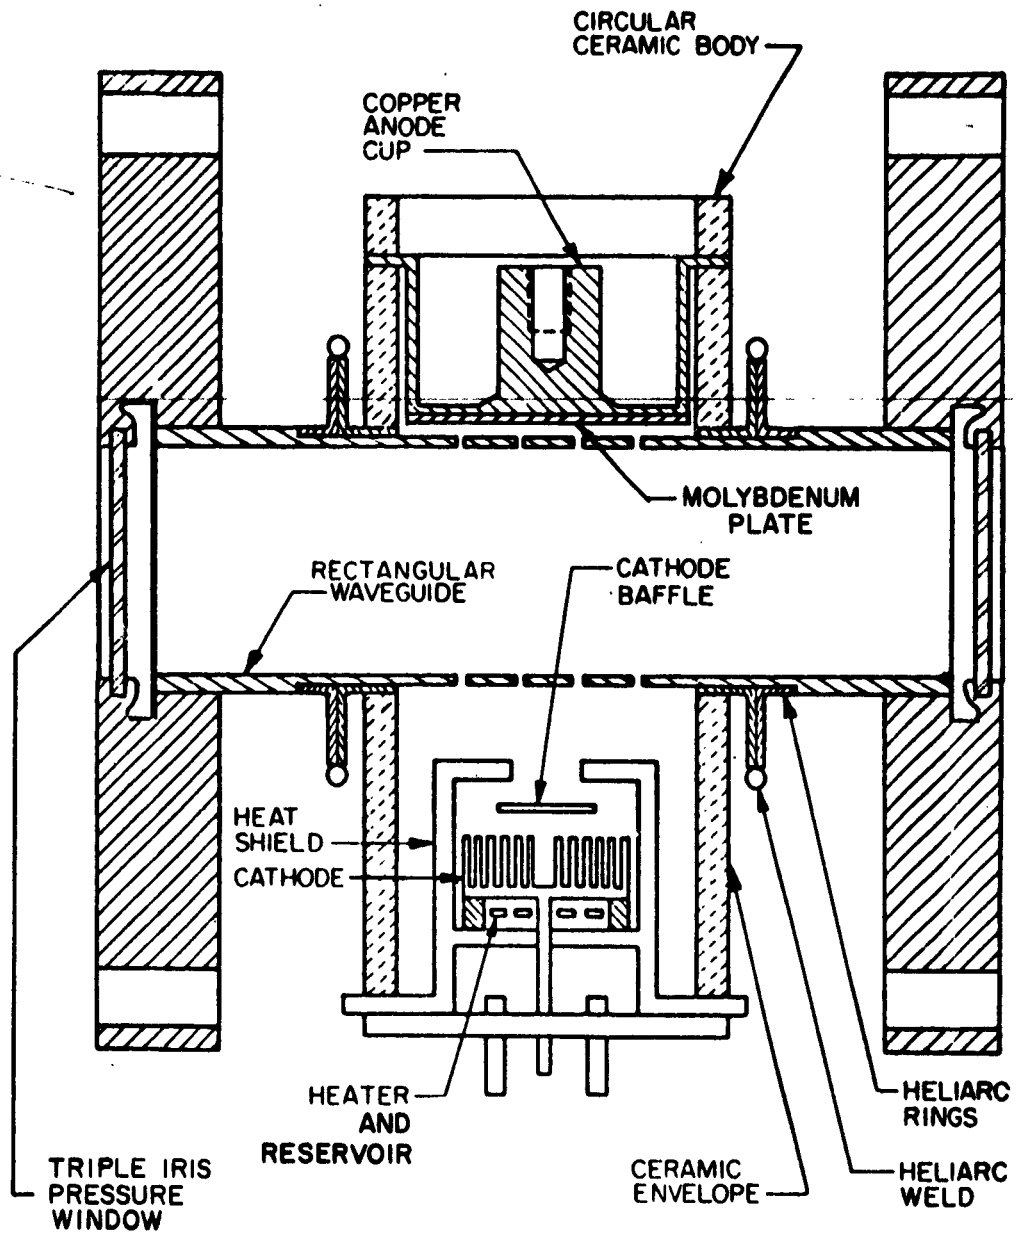 CIRCULAR
CERAMIC BODY
COPPER
ANODE
CUP
MOLYBDENUM
PLATE
RECTANGULAR
WAVEGUIDE
CATHODE
BAFFLE
HEAT
SHIELD
CATHODE
HEATER
AND
RESERVOIR
HELIARC
RINGS
TRIPLE IRIS
PRESSURE
WINDOW
CERAMIC
ENVELOPE
HELIARC
WELD